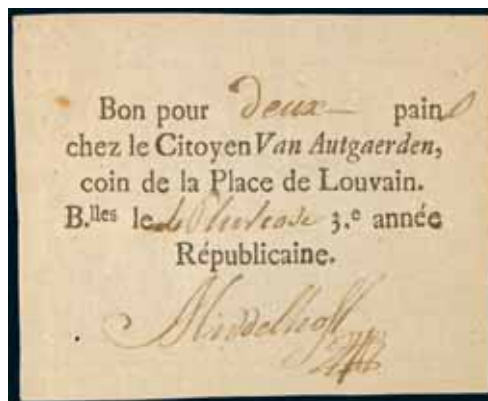 Bon pour deux pains
chez le Citoyen Van Autgaerden,
coin de la Place de Louvain.
B.lles le 3.e année
Républicaine.